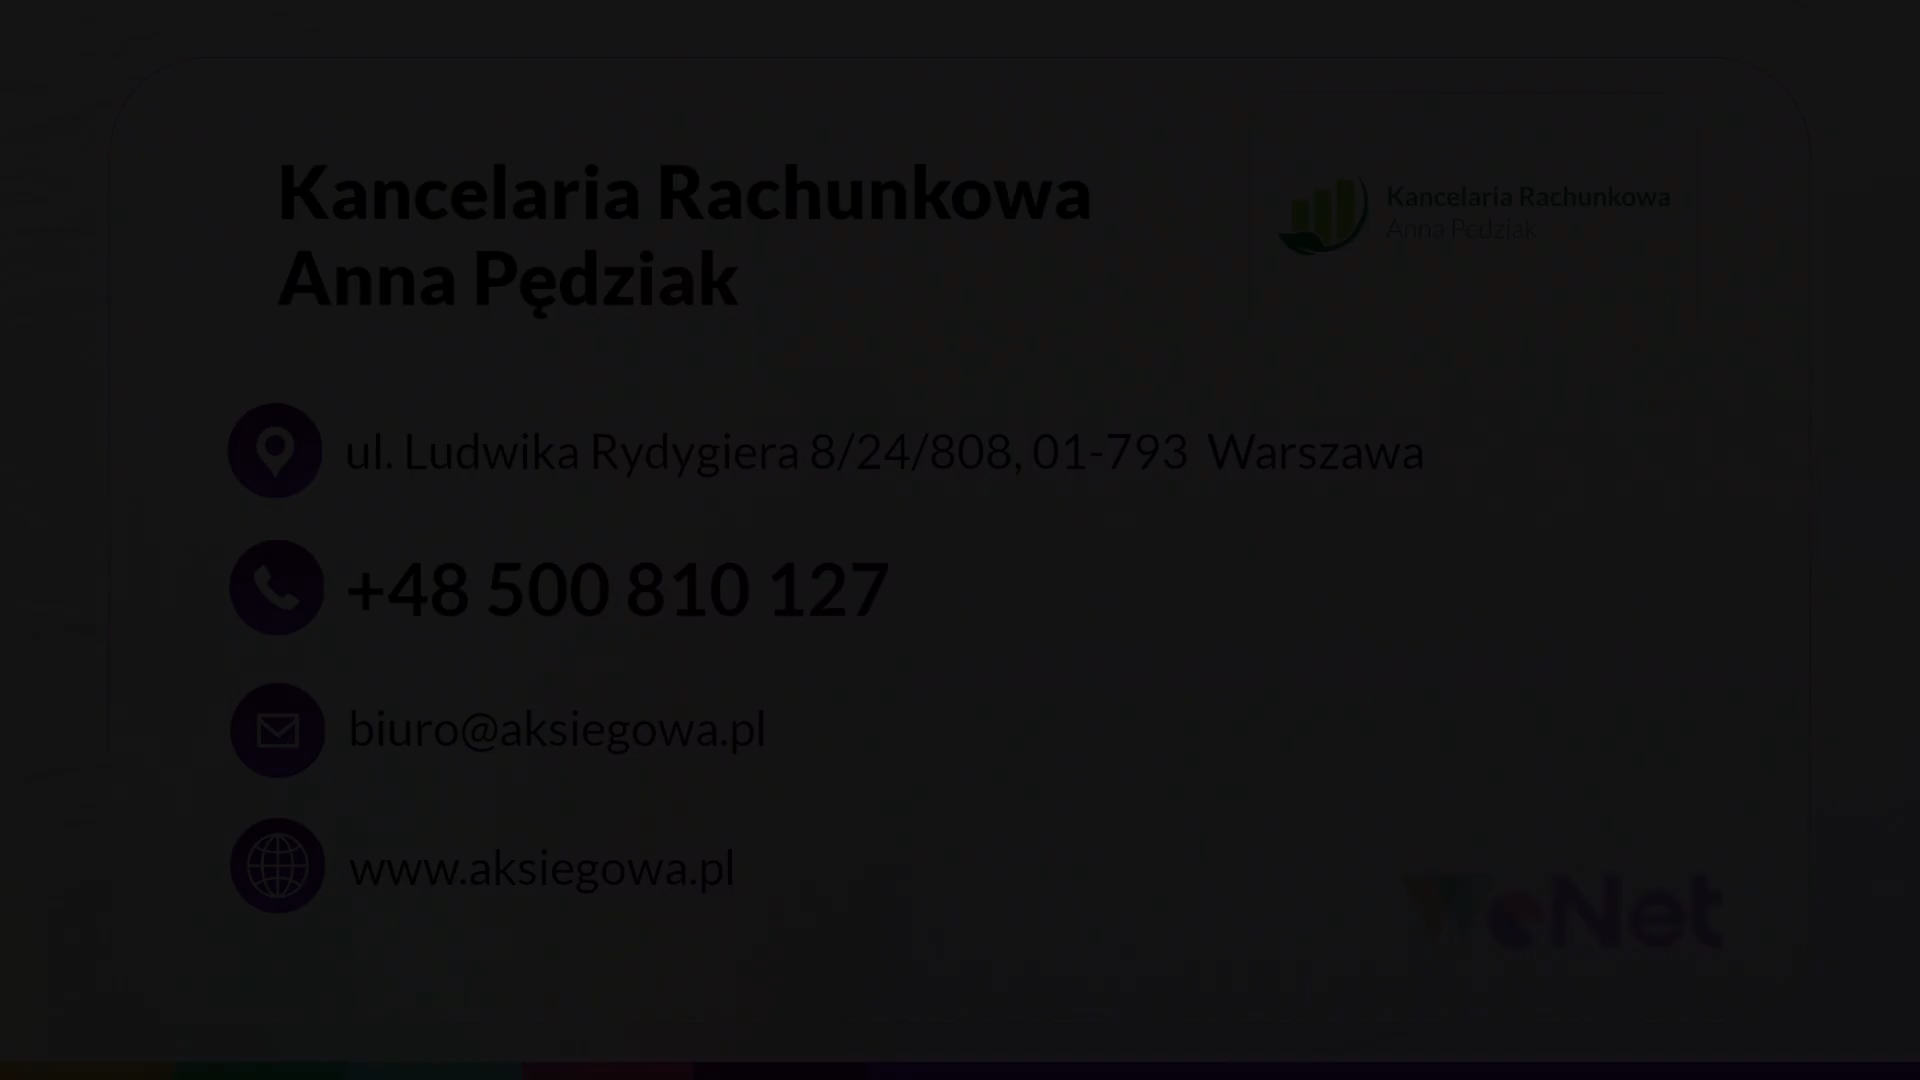 Kancelaria Rachunkowa
Anna Pędziak
Kancelaria Rachunkowa
Anna Pędziak
ul. Ludwika Rydygiera 8/24/808, 01-793 Warszawa
+48 500 810 127
biuro@aksiegowa.pl
www.aksiegowa.pl
WeNet